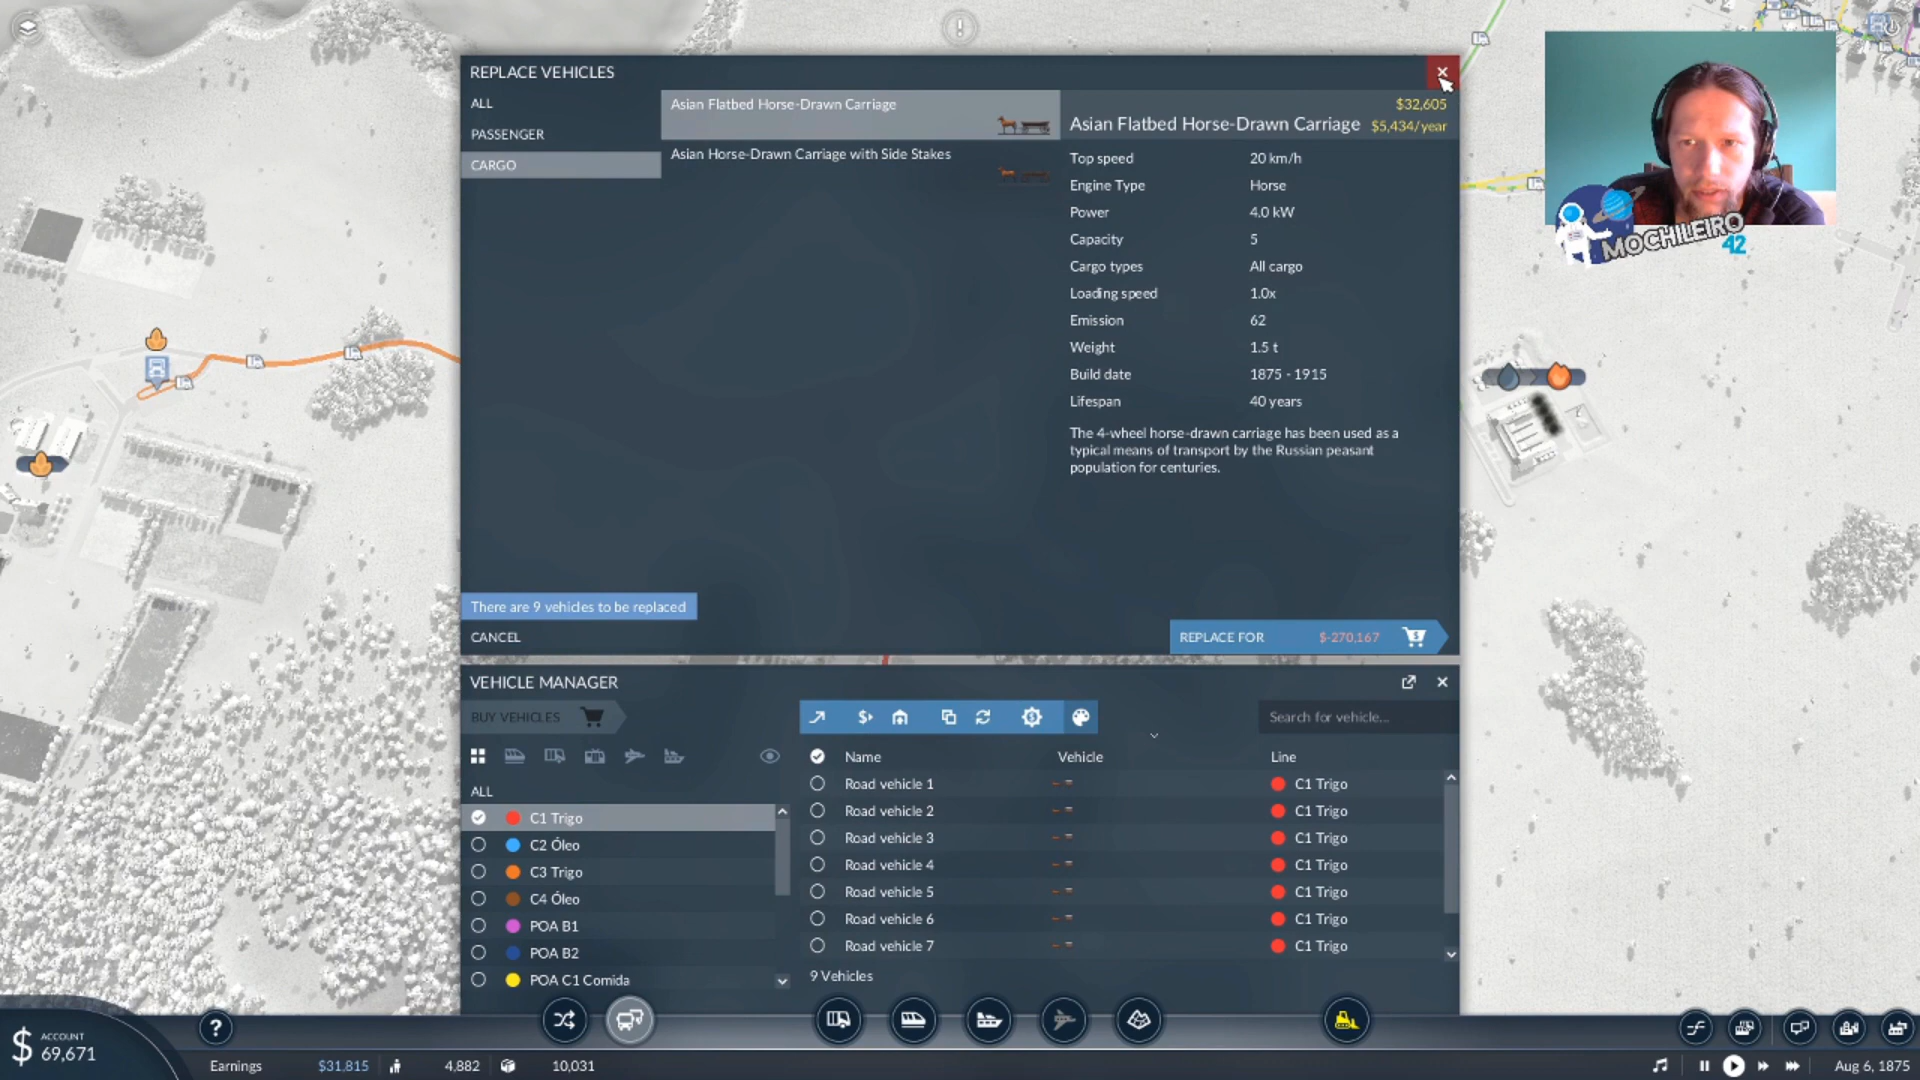 REPLACE VEHICLES
ALL
PASSENGER
CARGO
Asian Flatbed Horse-Drawn Carriage
Asian Horse-Drawn Carriage with Side Stakes
$32,605
Asian Flatbed Horse-Drawn Carriage $5,434/year
Top speed 20 km/h
Engine Type Horse
Power 4.0 kW
Capacity 5
Cargo types All cargo
Loading speed 1.0x
Emission 62
Weight 1.5 t
Build date 1875 - 1915
Lifespan 40 years
The 4-wheel horse-drawn carriage has been used as a
typical means of transport by the Russian peasant
population for centuries.
There are 9 vehicles to be replaced
CANCEL
REPLACE FOR $-270,167
MOCHILEIRO
42
VEHICLE MANAGER
BUY VEHICLES
Search for vehicle...
ALL
C1 Trigo
C2 Óleo
C3 Trigo
C4 Óleo
POA B1
POA B2
POA C1 Comida
Name Vehicle Line
Road vehicle 1 C1 Trigo
Road vehicle 2 C1 Trigo
Road vehicle 3 C1 Trigo
Road vehicle 4 C1 Trigo
Road vehicle 5 C1 Trigo
Road vehicle 6 C1 Trigo
Road vehicle 7 C1 Trigo
9 Vehicles
$ ACCOUNT
69,671
?
Earnings $31,815 4,882 10,031
Aug 6, 1875